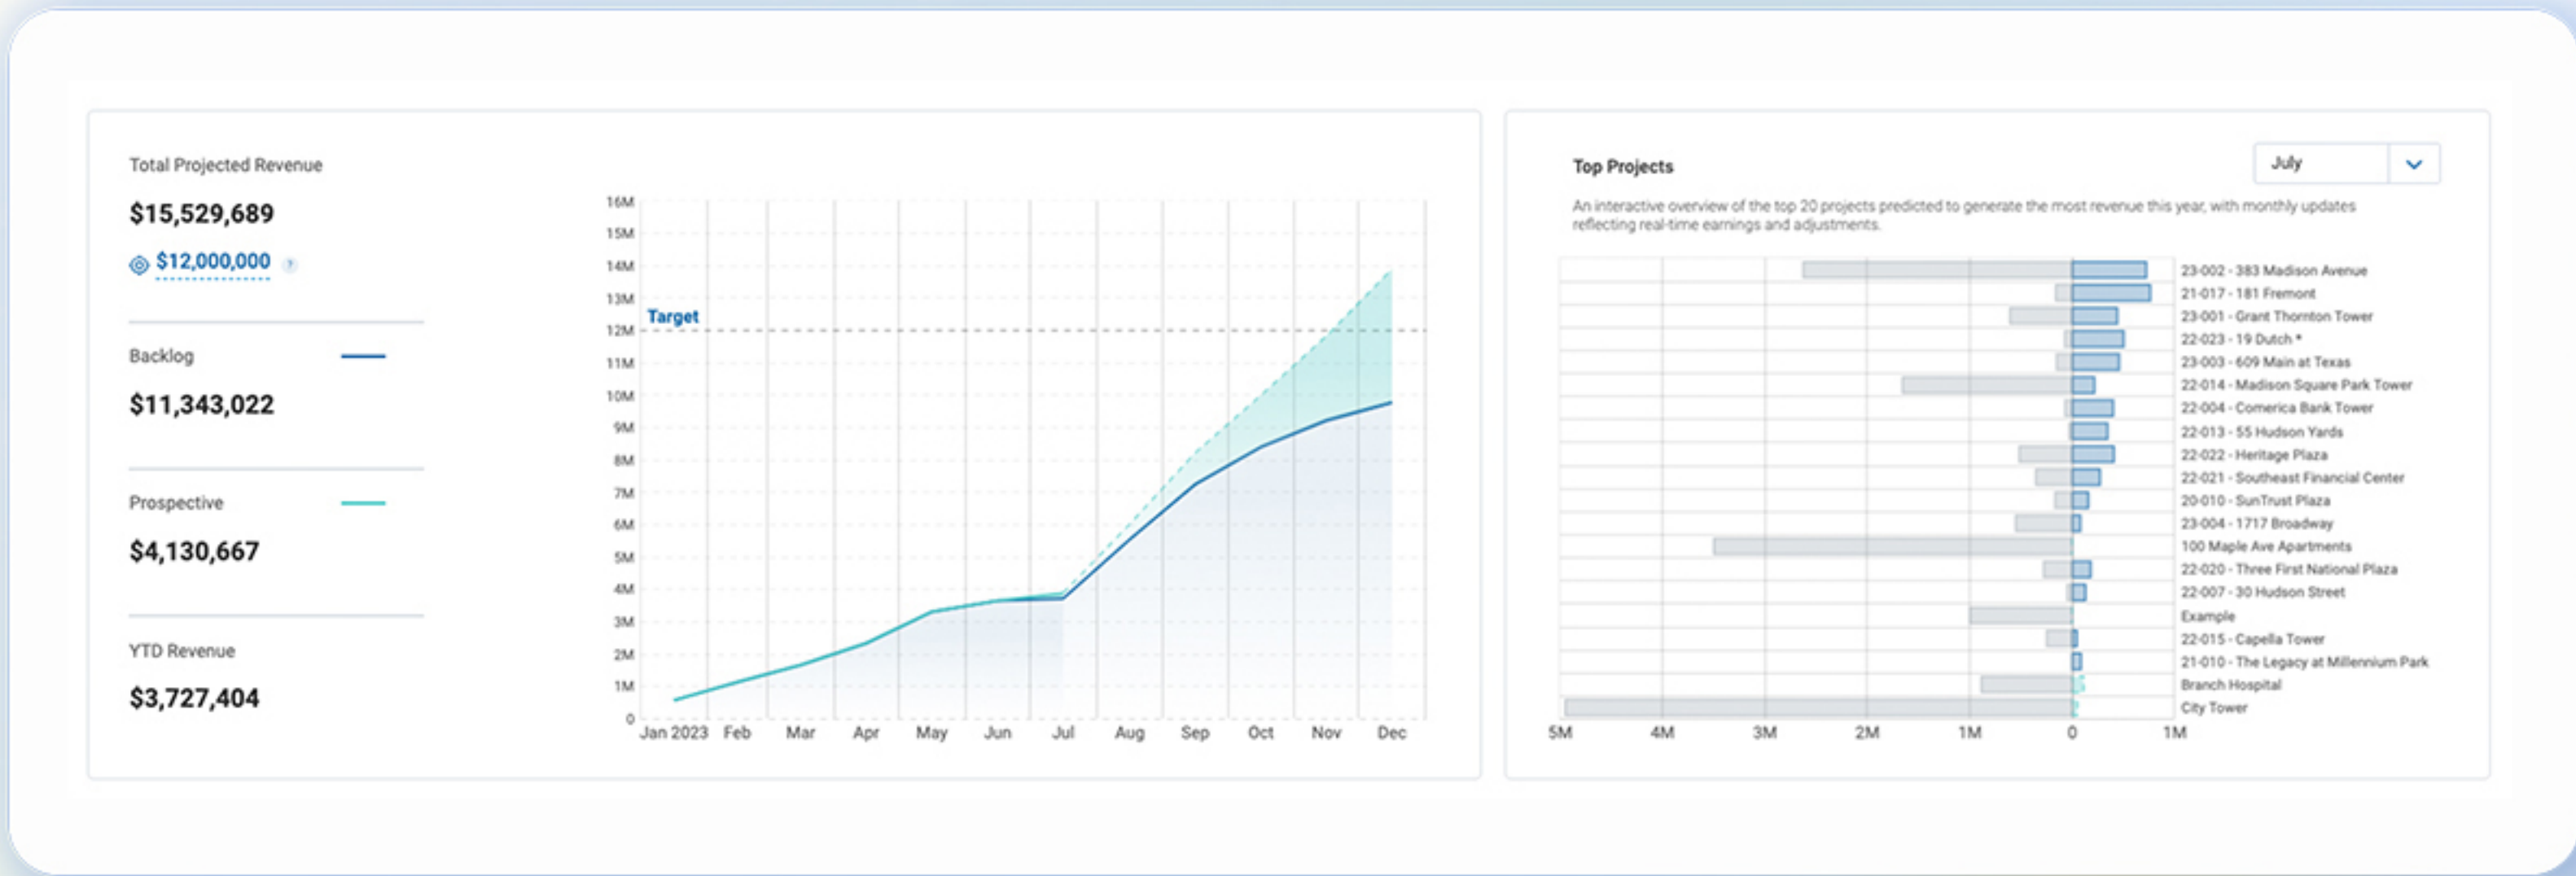 Total Projected Revenue
$15,529,689
$12,000,000 ?
Backlog
$11,343,022
Prospective
$4,130,667
YTD Revenue
$3,727,404
16M
15M
14M
13M
Target
12M
11M
10M
9M
8M
7M
6M
5M
4M
3M
2M
1M
0
Jan 2023 Feb Mar Apr May Jun Jul Aug Sep Oct Nov Dec
Top Projects
July
An interactive overview of the top 20 projects predicted to generate the most revenue this year, with monthly updates
reflecting real-time earnings and adjustments.
23-002 - 383 Madison Avenue
21-017 - 181 Fremont
23-001 - Grant Thornton Tower
22-023 - 19 Dutch *
23-003 - 609 Main at Texas
22-014 - Madison Square Park Tower
22-004 - Comerica Bank Tower
22-013 - 55 Hudson Yards
22-022 - Heritage Plaza
22-021 - Southeast Financial Center
20-010 - SunTrust Plaza
23-004 - 1717 Broadway
100 Maple Ave Apartments
22-020 - Three First National Plaza
22-007 - 30 Hudson Street
Example
22-015 - Capella Tower
21-010 - The Legacy at Millennium Park
Branch Hospital
City Tower
5M 4M 3M 2M 1M 0 1M